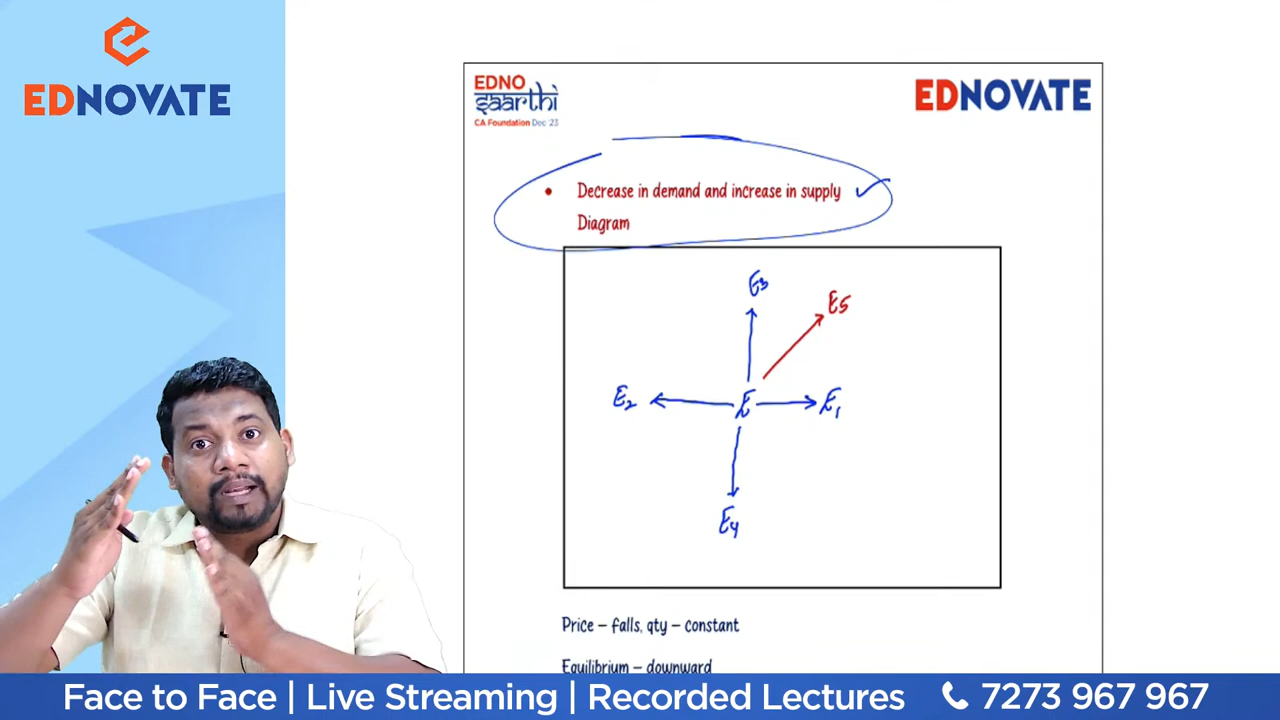 EDNOVATE
EDNO
साarthi
CA Foundation Dec '23
EDNOVATE
• Decrease in demand and increase in supply
Diagram
E3
E5
E2
E
E1
E4
Price – falls, qty – constant
Equilibrium – downward
Face to Face | Live Streaming | Recorded Lectures 7273 967 967